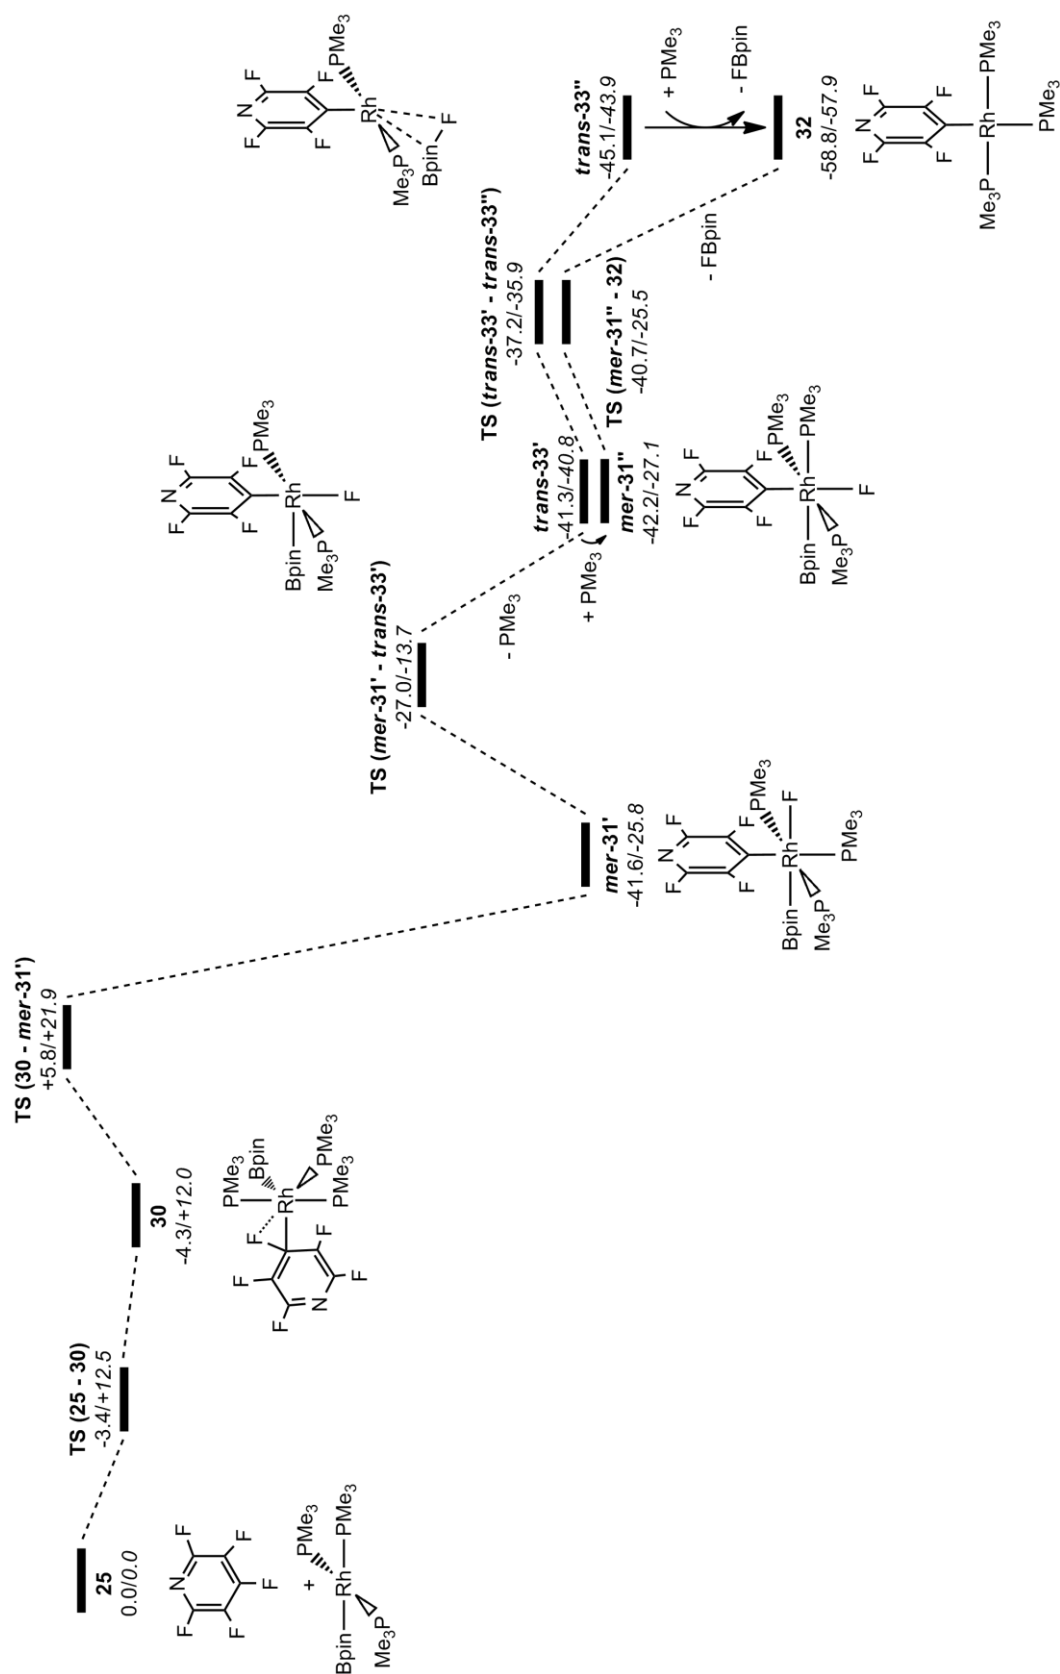 25
0.0/0.0
N
F
F
F
F
F
+
PMe3
Bpin
Rh
PMe3
Me3P
TS (25 - 30)
-3.4/+12.5
30
-4.3/+12.0
PMe3
Bpin
F
Rh
PMe3
PMe3
F
F
F
N
F
TS (30 - mer-31')
+5.8/+21.9
mer-31'
-41.6/-25.8
N
F
F
F
F
PMe3
Bpin
Rh
F
Me3P
PMe3
TS (mer-31' - trans-33')
-27.0/-13.7
- PMe3
N
F
F
F
F
PMe3
Bpin
Rh
Me3P
F
trans-33'
-41.3/-40.8
+ PMe3
mer-31''
-42.2/-27.1
N
F
F
F
F
PMe3
Bpin
Rh
PMe3
Me3P
F
TS (trans-33' - trans-33'')
-37.2/-35.9
TS (mer-31'' - 32)
-40.7/-25.5
- FBpin
N
F
F
F
F
PMe3
Rh
Me3P
Bpin
F
trans-33''
-45.1/-43.9
+ PMe3
- FBpin
32
-58.8/-57.9
N
F
F
F
F
Me3P
Rh
PMe3
PMe3